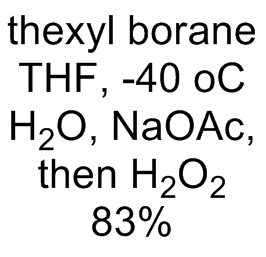 thexyl borane
THF, -40 oC
H₂O, NaOAc,
then H₂O₂
83%